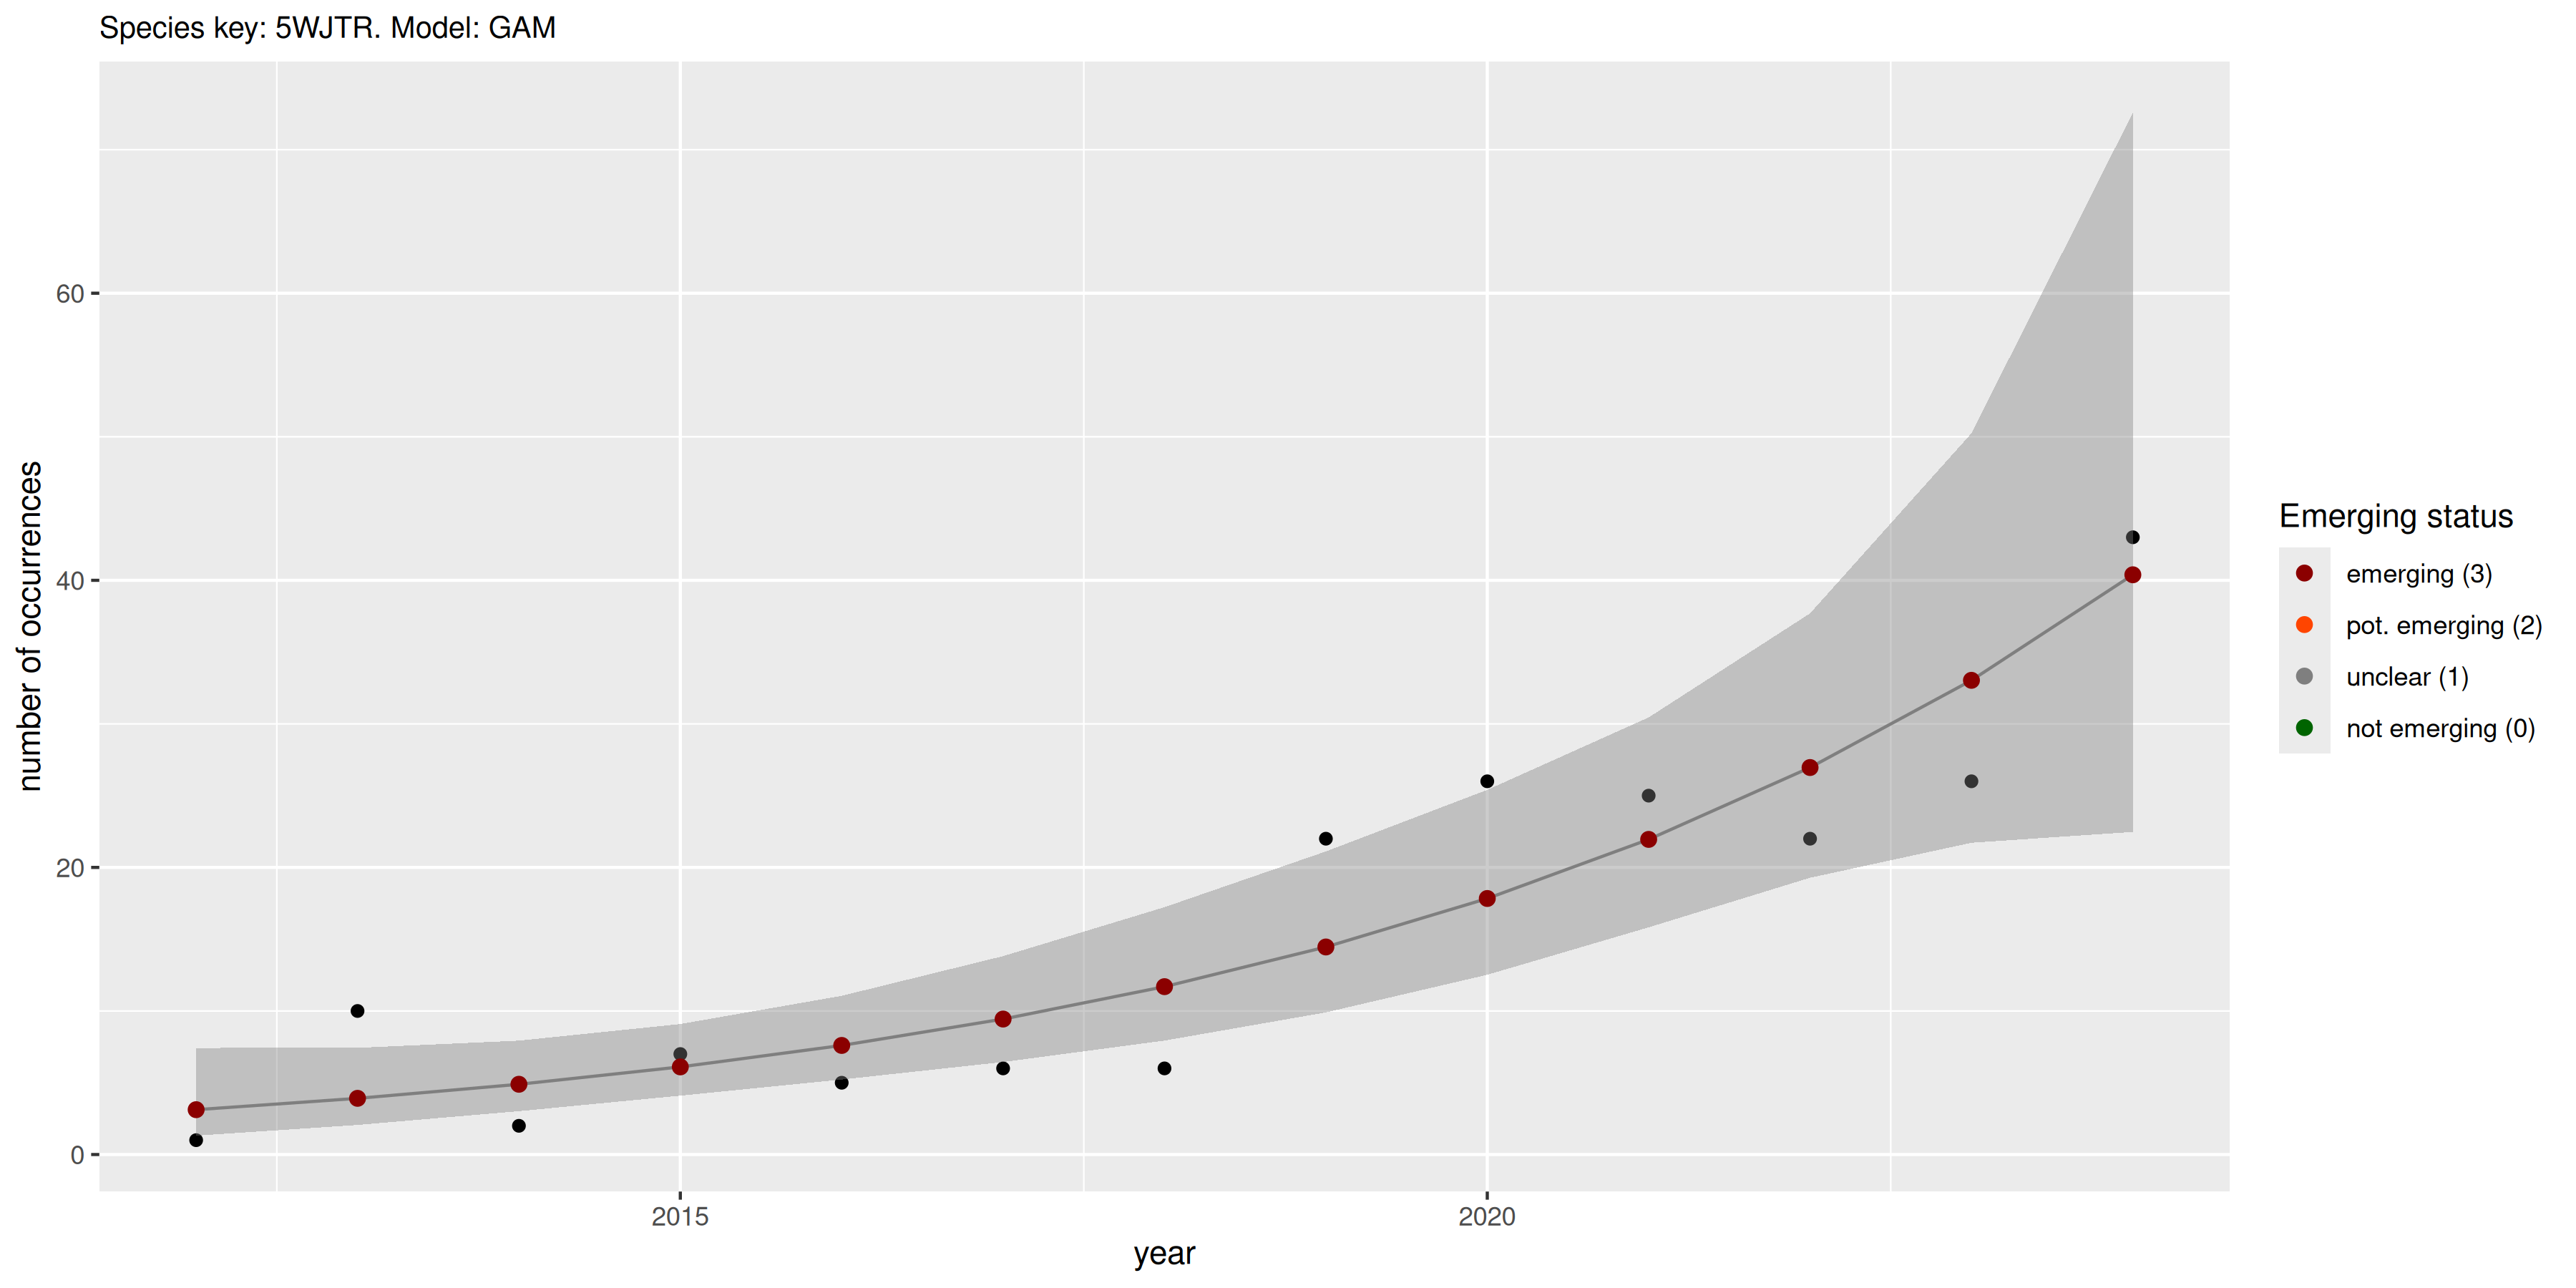 Species key: 5WJTR. Model: GAM
number of occurrences
60
40
20
0
2015
2020
year
Emerging status
emerging (3)
pot. emerging (2)
unclear (1)
not emerging (0)